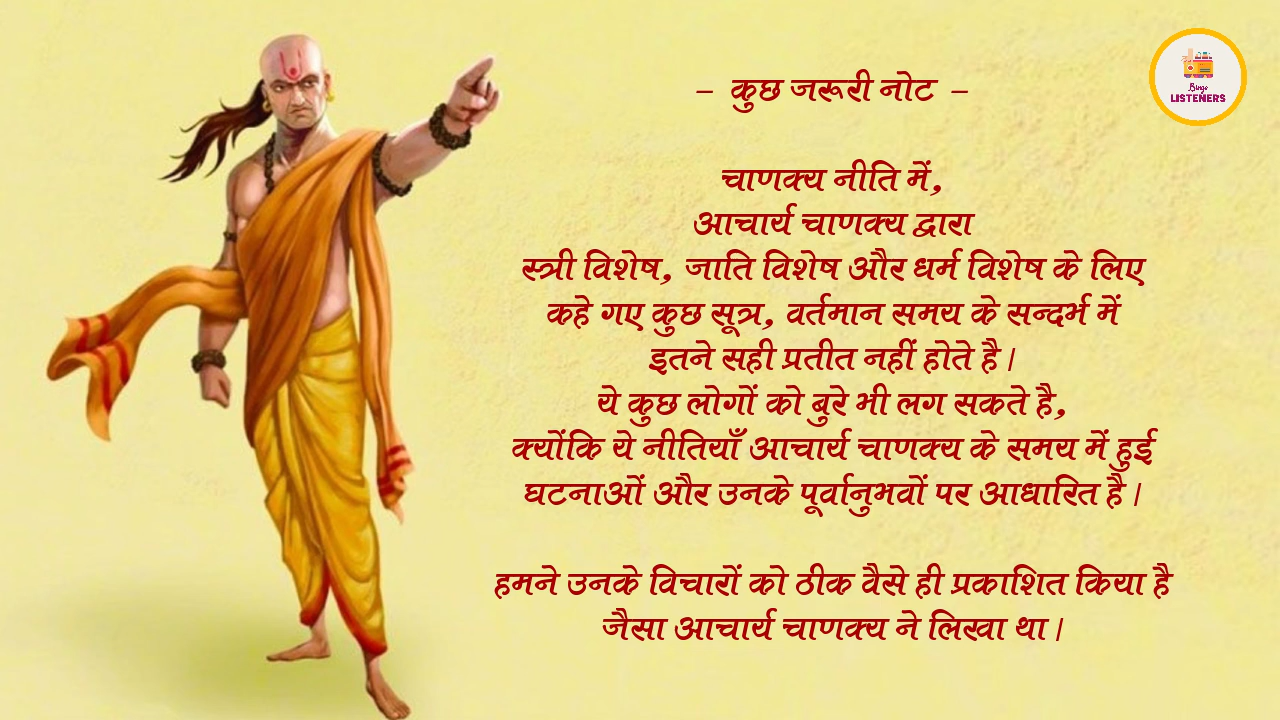 – कुछ जरूरी नोट –
Binge
LISTENERS
चाणक्य नीति में,
आचार्य चाणक्य द्वारा
स्त्री विशेष, जाति विशेष और धर्म विशेष के लिए
कहे गए कुछ सूत्र, वर्तमान समय के सन्दर्भ में
इतने सही प्रतीत नहीं होते है |
ये कुछ लोगों को बुरे भी लग सकते है,
क्योंकि ये नीतियाँ आचार्य चाणक्य के समय में हुई
घटनाओं और उनके पूर्वानुभवों पर आधारित है |
हमने उनके विचारों को ठीक वैसे ही प्रकाशित किया है
जैसा आचार्य चाणक्य ने लिखा था |